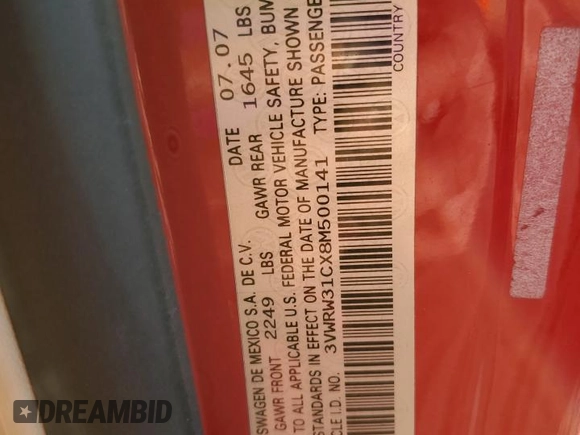 SWAGEN DE MEXICO S.A. DE C.V. DATE 07.07
GAWR FRONT 2249 LBS GAWR REAR 1645 LBS
TO ALL APPLICABLE U.S. FEDERAL MOTOR VEHICLE SAFETY, BUM
STANDARDS IN EFFECT ON THE DATE OF MANUFACTURE SHOWN
CLE I.D. NO. 3VWRW31CX8M500141 TYPE: PASSENGE
COUNTRY
DREAMBID